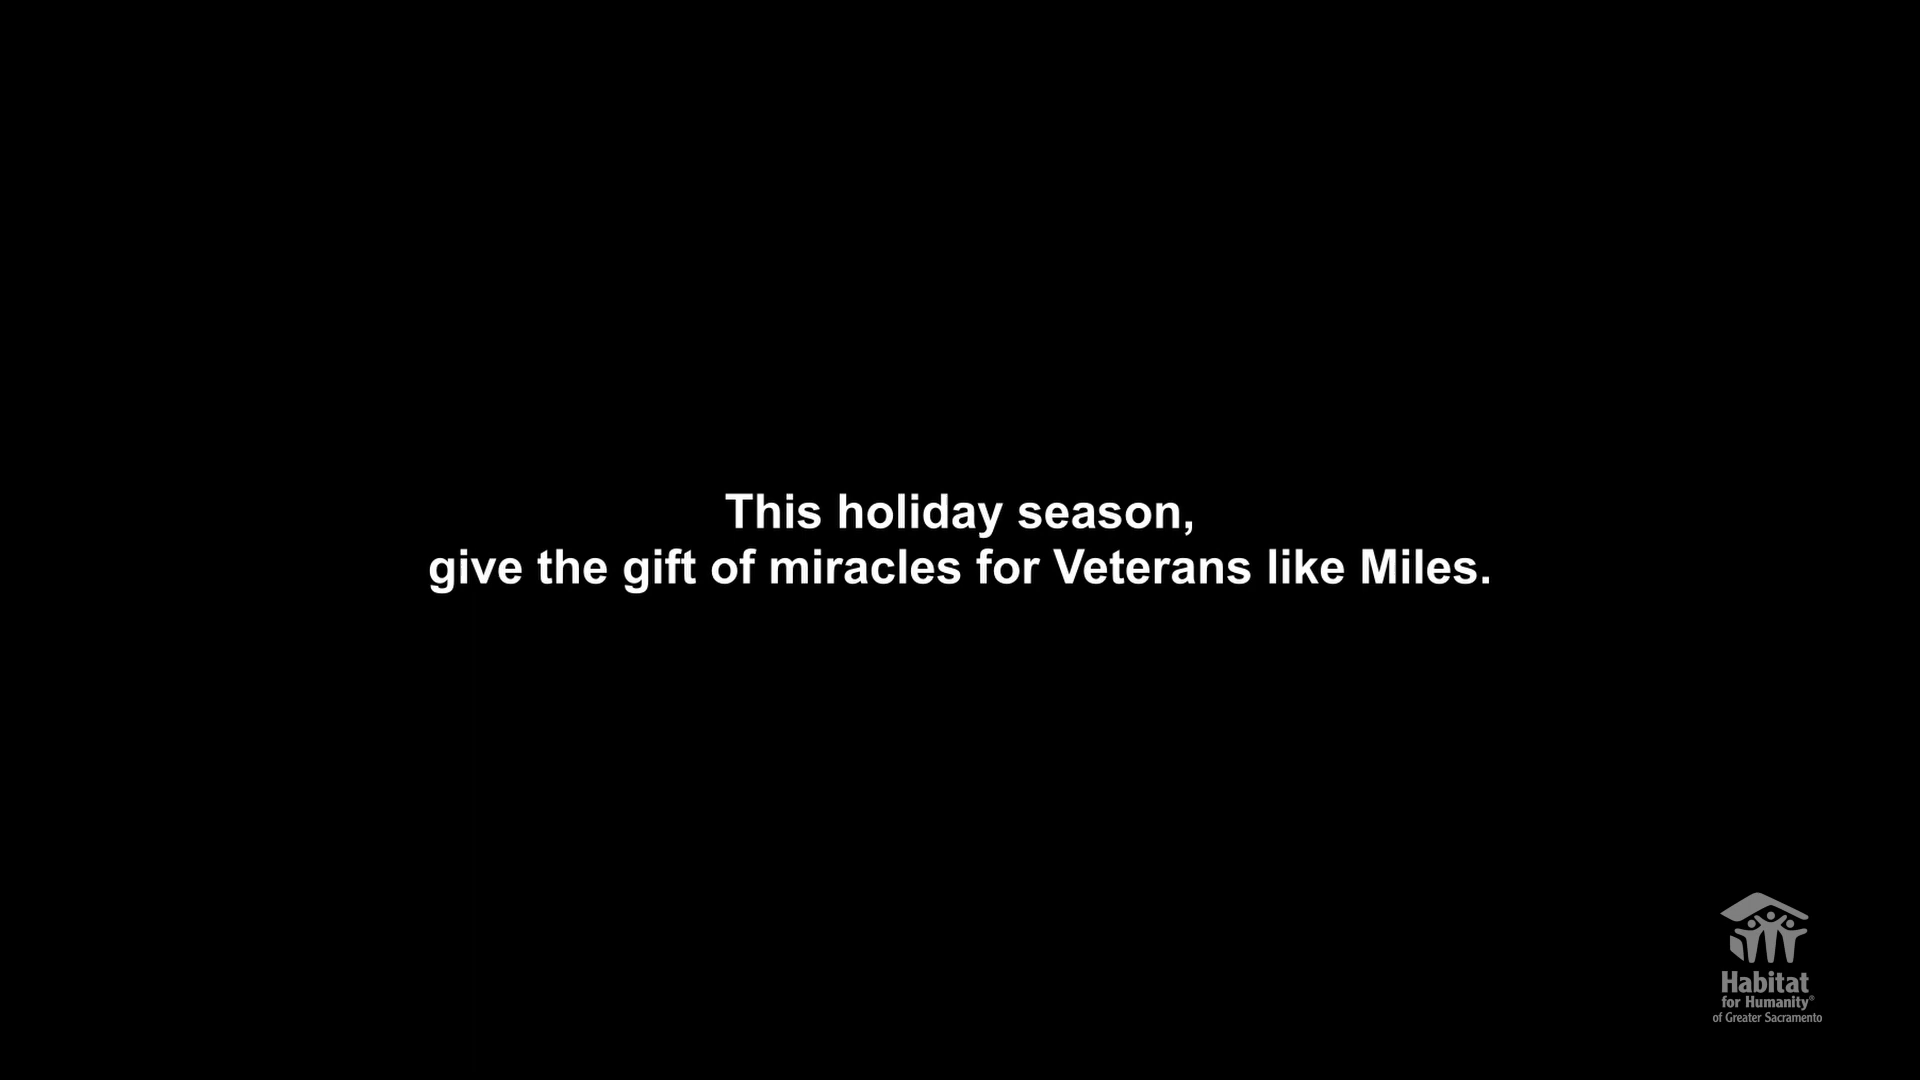 This holiday season,
give the gift of miracles for Veterans like Miles.
Habitat
for Humanity®
of Greater Sacramento